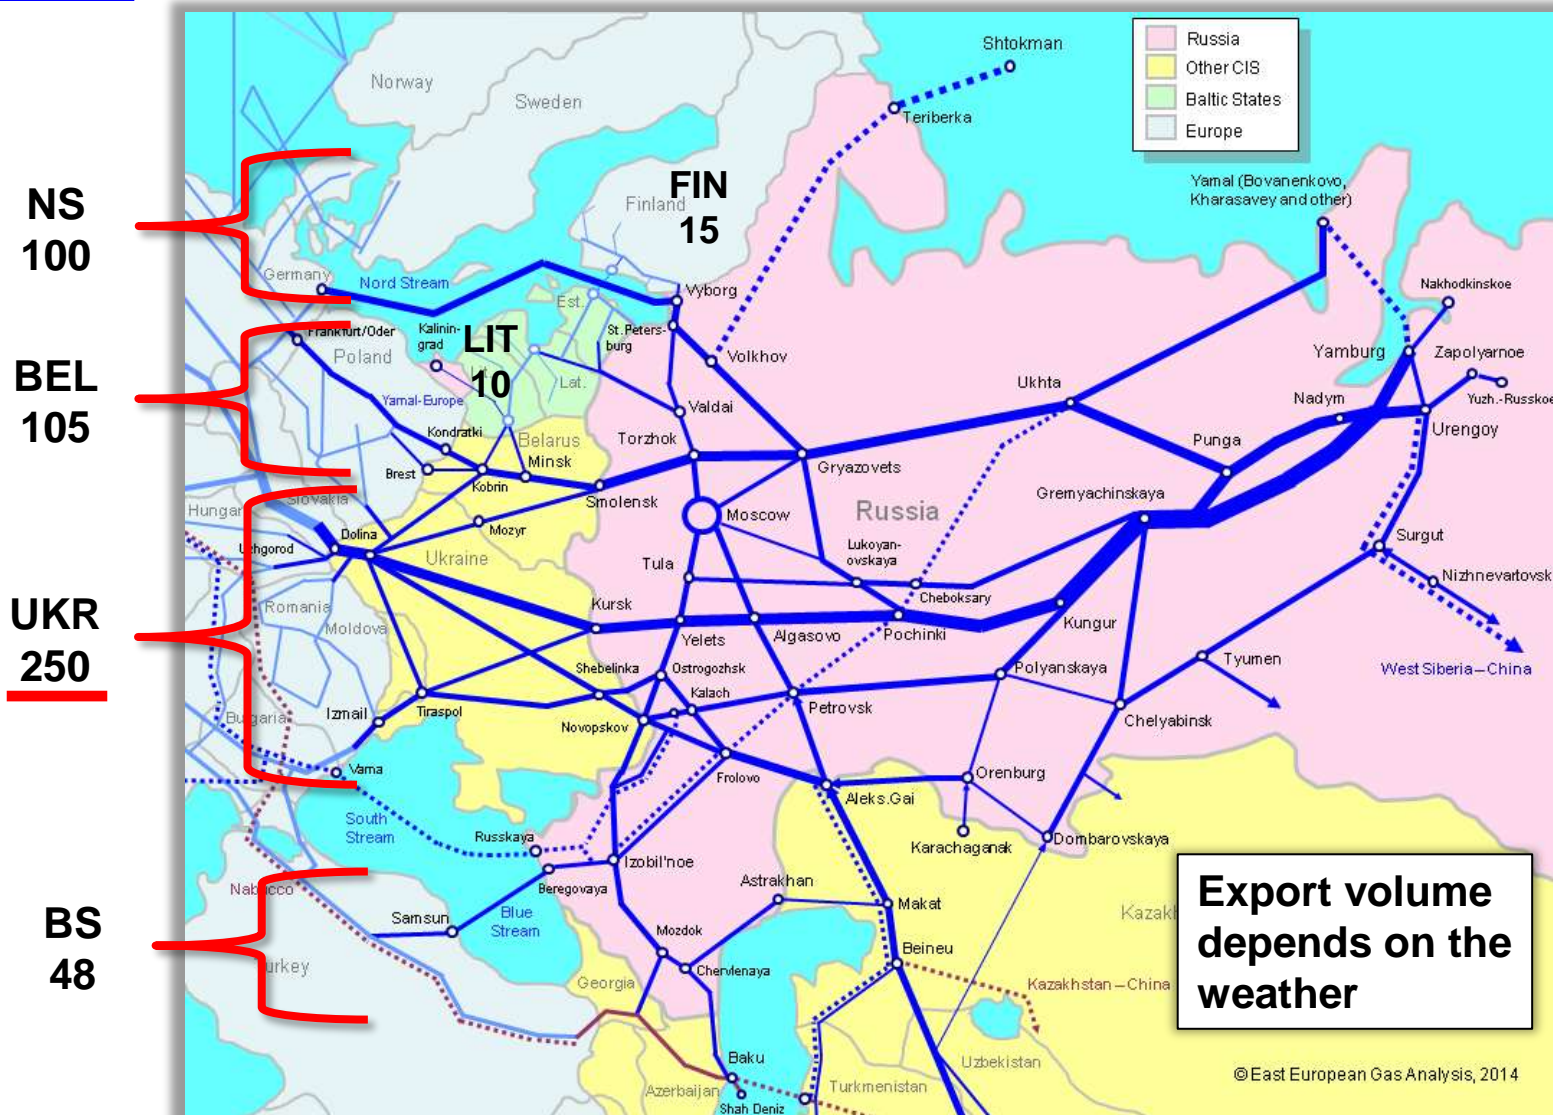 NS
100
BEL
105
UKR
250
BS
48
FIN
15
LIT
10
Russia
Other CIS
Baltic States
Europe
Norway
Sweden
Finland
Shtokman
Teriberka
Yamal (Bovanenkovo,
Kharasavey and other)
Nakhodkinskoe
Germany
Nord Stream
Vyborg
Est.
Frankfurt/Oder
Kalinin-
grad
St.Peters-
burg
Volkhov
Yamburg
Zapolyarnoe
Poland
Lat.
Yuzh.-Russkoe
Ukhta
Nadym
Urengoy
Yamal-Europe
Valdai
Kondratki
Belarus
Torzhok
Punga
Brest
Minsk
Gryazovets
Kobrin
Smolensk
Gremyachinskaya
Slovakia
Hungar
Mozyr
Moscow
Russia
Dolina
Surgut
Uzhgorod
Ukraine
Lukoyan-
ovskaya
Tula
Cheboksary
Nizhnevartovsk
Romania
Kursk
Moldova
Yelets
Algasovo
Pochinki
Kungur
Shebelinka
Ostrogozhsk
Polyanskaya
Tyumen
West Siberia–China
Kalach
Bulgaria
Izmail
Tiraspol
Novopskov
Petrovsk
Chelyabinsk
Varna
Frolovo
Orenburg
Aleks.Gai
South
Stream
Russkaya
Karachaganak
Dombarovskaya
Izobil'noe
Nabucco
Beregovaya
Astrakhan
Makat
Kazakh
Samsun
Blue
Stream
Mozdok
Beineu
Turkey
Georgia
Chervlenaya
Kazakhstan–China
Export volume
depends on the
weather
Baku
Uzbekistan
Azerbaijan
Turkmenistan
Shah Deniz
©East European Gas Analysis, 2014